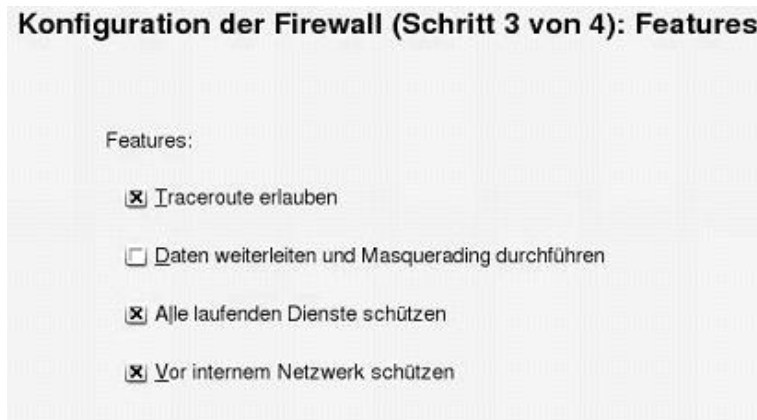 Konfiguration der Firewall (Schritt 3 von 4): Features
Features:
Traceroute erlauben
Daten weiterleiten und Masquerading durchführen
Alle laufenden Dienste schützen
Vor internem Netzwerk schützen